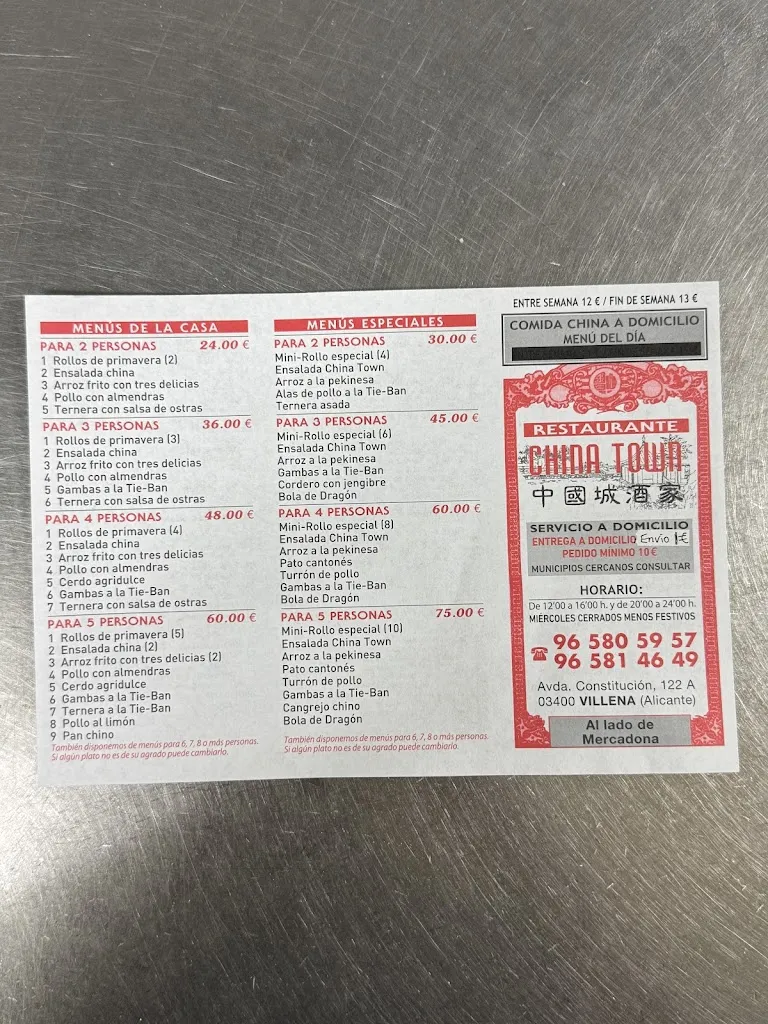 MENÚS DE LA CASA
PARA 2 PERSONAS 24.00 €
1 Rollos de primavera (2)
2 Ensalada china
3 Arroz frito con tres delicias
4 Pollo con almendras
5 Ternera con salsa de ostras
PARA 3 PERSONAS 36.00 €
1 Rollos de primavera (3)
2 Ensalada china
3 Arroz frito con tres delicias
4 Pollo con almendras
5 Gambas a la Tie-Ban
6 Ternera con salsa de ostras
PARA 4 PERSONAS 48.00 €
1 Rollos de primavera (4)
2 Ensalada china
3 Arroz frito con tres delicias
4 Pollo con almendras
5 Cerdo agridulce
6 Gambas a la Tie-Ban
7 Ternera con salsa de ostras
PARA 5 PERSONAS 60.00 €
1 Rollos de primavera (5)
2 Ensalada china (2)
3 Arroz frito con tres delicias (2)
4 Pollo con almendras
5 Cerdo agridulce
6 Gambas a la Tie-Ban
7 Ternera a la Tie-Ban
8 Pollo al limón
9 Pan chino
También disponemos de menús para 6, 7, 8 o más personas.
Si algún plato no es de su agrado puede cambiarlo.
MENÚS ESPECIALES
PARA 2 PERSONAS 30.00 €
Mini-Rollo especial (4)
Ensalada China Town
Arroz a la pekinesa
Alas de pollo a la Tie-Ban
Ternera asada
PARA 3 PERSONAS 45.00 €
Mini-Rollo especial (6)
Ensalada China Town
Arroz a la pekinesa
Gambas a la Tie-Ban
Cordero con jengibre
Bola de Dragón
PARA 4 PERSONAS 60.00 €
Mini-Rollo especial (8)
Ensalada China Town
Arroz a la pekinesa
Pato cantonés
Turrón de pollo
Gambas a la Tie-Ban
Bola de Dragón
PARA 5 PERSONAS 75.00 €
Mini-Rollo especial (10)
Ensalada China Town
Arroz a la pekinesa
Pato cantonés
Turrón de pollo
Gambas a la Tie-Ban
Cangrejo chino
Bola de Dragón
También disponemos de menús para 6, 7, 8 o más personas.
Si algún plato no es de su agrado puede cambiarlo.
ENTRE SEMANA 12 € / FIN DE SEMANA 13 €
COMIDA CHINA A DOMICILIO
MENÚ DEL DÍA
RESTAURANTE
CHINA TOWN
中國城酒家
SERVICIO A DOMICILIO
ENTREGA A DOMICILIO Envio 1€
PEDIDO MÍNIMO 10 €
MUNICIPIOS CERCANOS CONSULTAR
HORARIO:
De 12'00 a 16'00 h. y de 20'00 a 24'00 h.
MIÉRCOLES CERRADOS MENOS FESTIVOS
96 580 59 57
96 581 46 49
Avda. Constitución, 122 A
03400 VILLENA (Alicante)
Al lado de
Mercadona